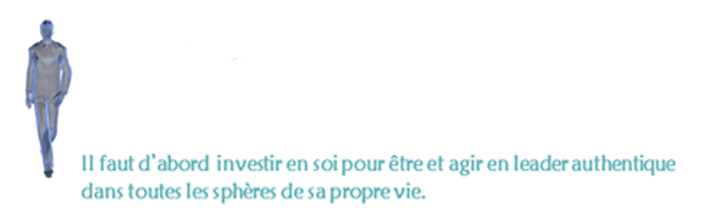 Il faut d'abord investir en soi pour être et agir en leader authentique
dans toutes les sphères de sa propre vie.